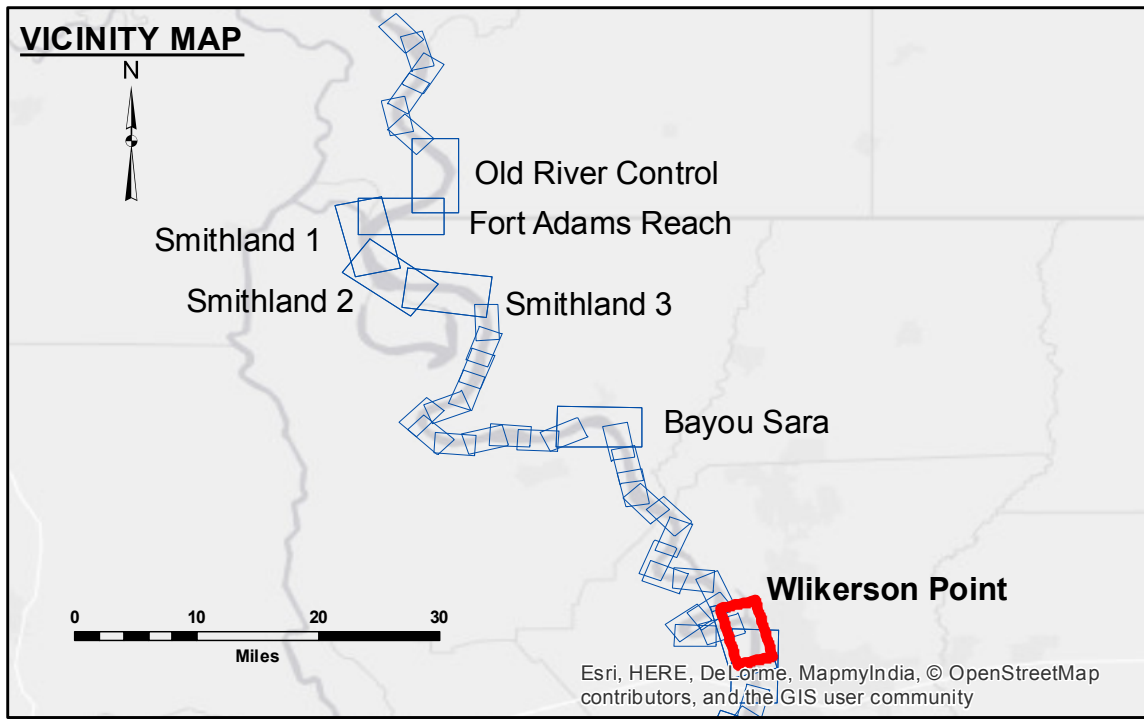 VICINITY MAP
N
Old River Control
Fort Adams Reach
Smithland 1
Smithland 2
Smithland 3
Bayou Sara
Wlikerson Point
0 10 20 30
Miles
Esri, HERE, DeLorme, MapmyIndia, © OpenStreetMap
contributors, and the GIS user community